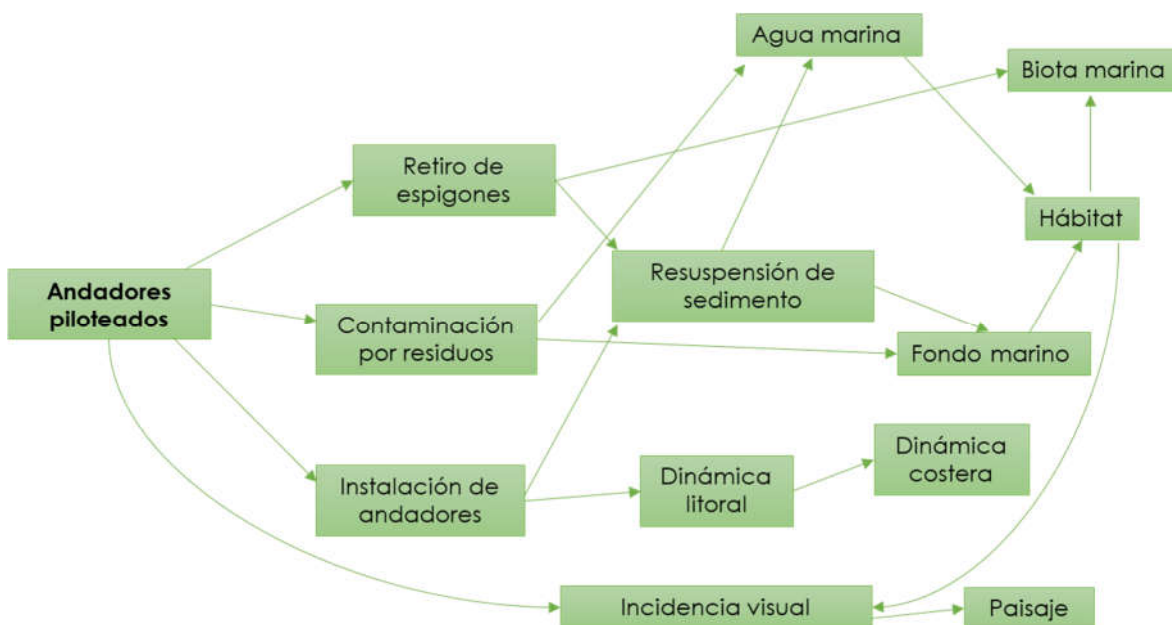 Agua marina
Biota marina
Retiro de
espigones
Hábitat
Andadores
piloteados
Resuspensión de
sedimento
Contaminación
por residuos
Fondo marino
Instalación de
andadores
Dinámica
litoral
Dinámica
costera
Incidencia visual
Paisaje